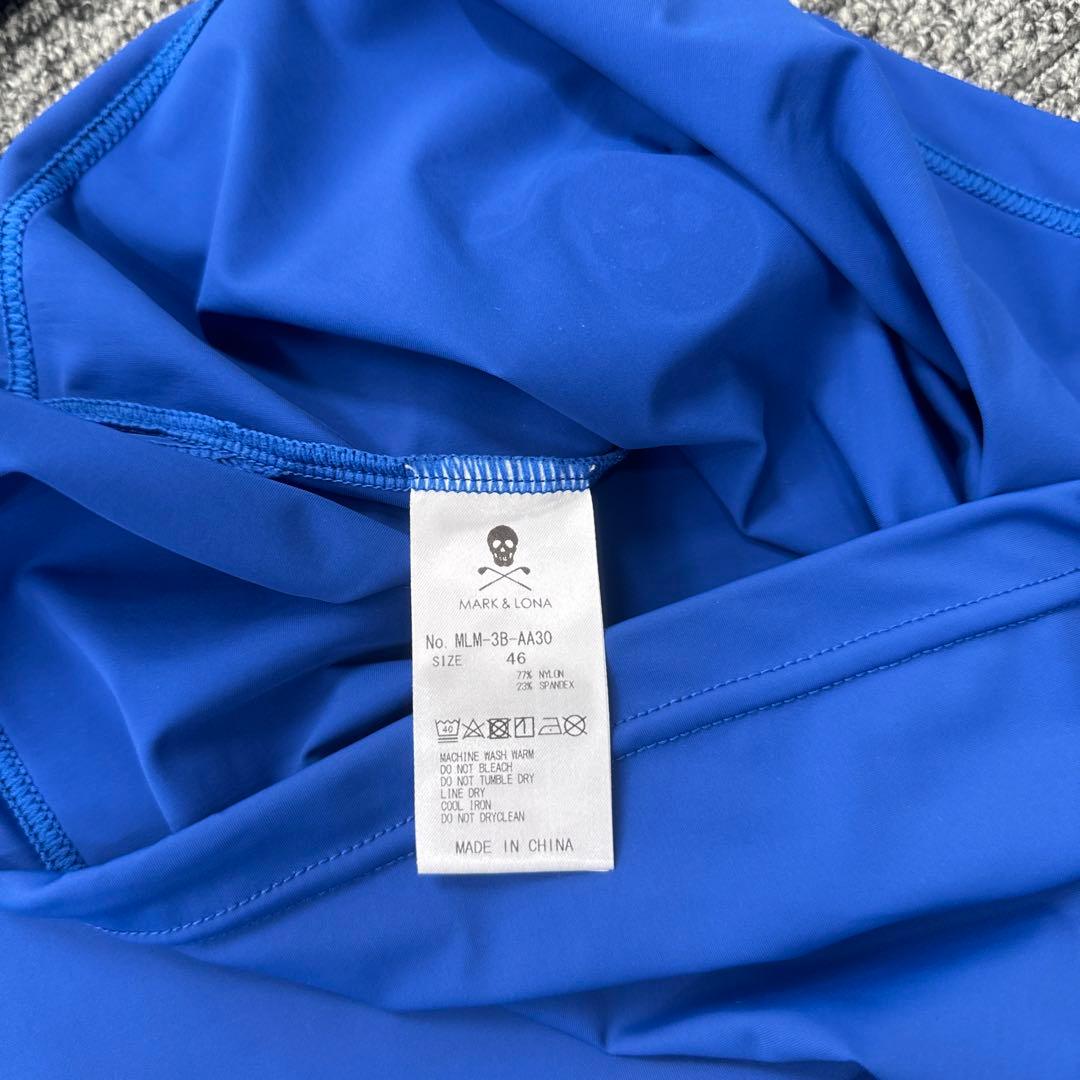 MARK & LONA
No. MLM-3B-AA30
SIZE 46
77% NYLON
23% SPANDEX
40
MACHINE WASH WARM
DO NOT BLEACH
DO NOT TUMBLE DRY
LINE DRY
COOL IRON
DO NOT DRYCLEAN
MADE IN CHINA